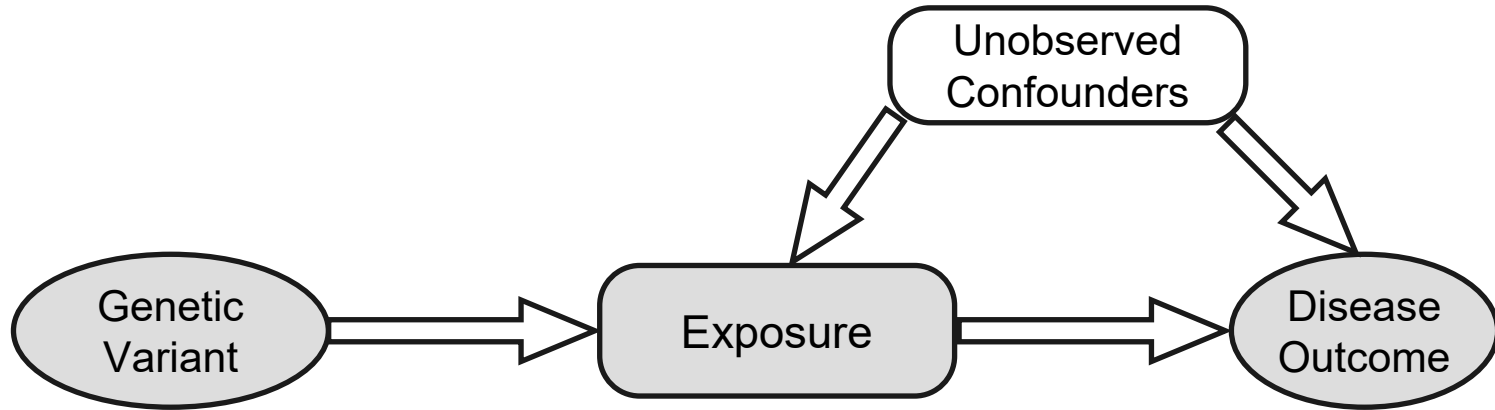 Unobserved
Confounders
Genetic
Variant
Exposure
Disease
Outcome